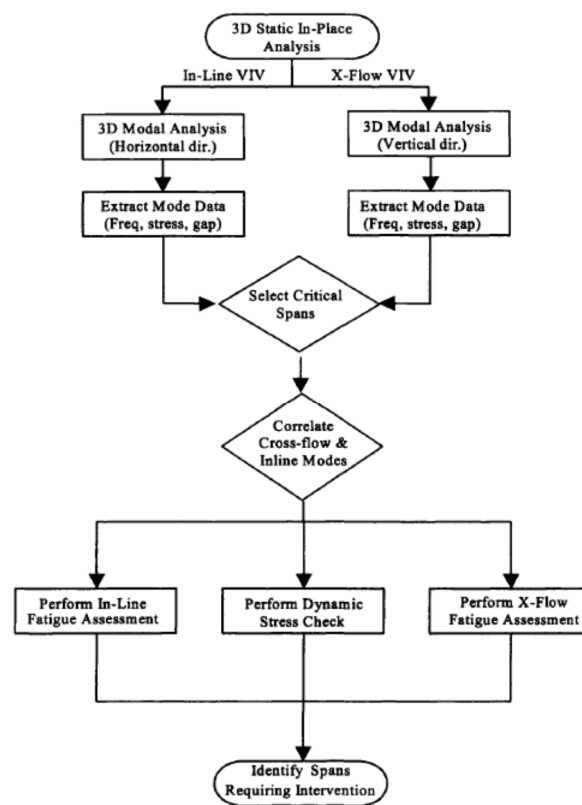 3D Static In-Place
Analysis
In-Line VIV
X-Flow VIV
3D Modal Analysis
(Horizontal dir.)
3D Modal Analysis
(Vertical dir.)
Extract Mode Data
(Freq, stress, gap)
Extract Mode Data
(Freq, stress, gap)
Select Critical
Spans
Correlate
Cross-flow &
Inline Modes
Perform In-Line
Fatigue Assessment
Perform Dynamic
Stress Check
Perform X-Flow
Fatigue Assessment
Identify Spans
Requiring Intervention